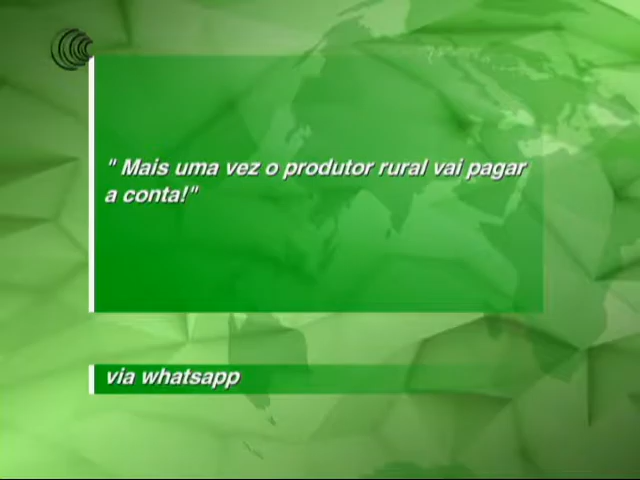 " Mais uma vez o produtor rural vai pagar
a conta!"
via whatsapp